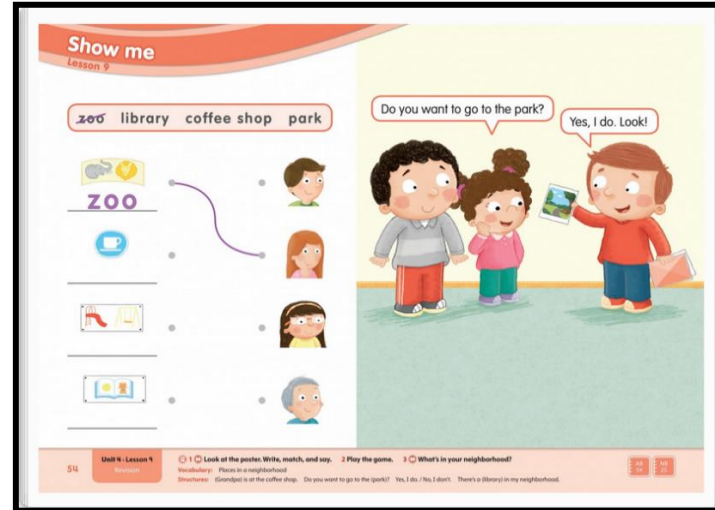 Show me
Lesson 9
zoo library coffee shop park
zoo
Do you want to go to the park?
Yes, I do. Look!
54
Unit 4 - Lesson 9
Revision
1 Look at the poster. Write, match, and say. 2 Play the game. 3 What's in your neighborhood?
Vocabulary: Places in a neighborhood
Structures: (Grandpa) is at the coffee shop. Do you want to go to the (park)? Yes, I do. / No, I don't. There's a (library) in my neighborhood.
AB